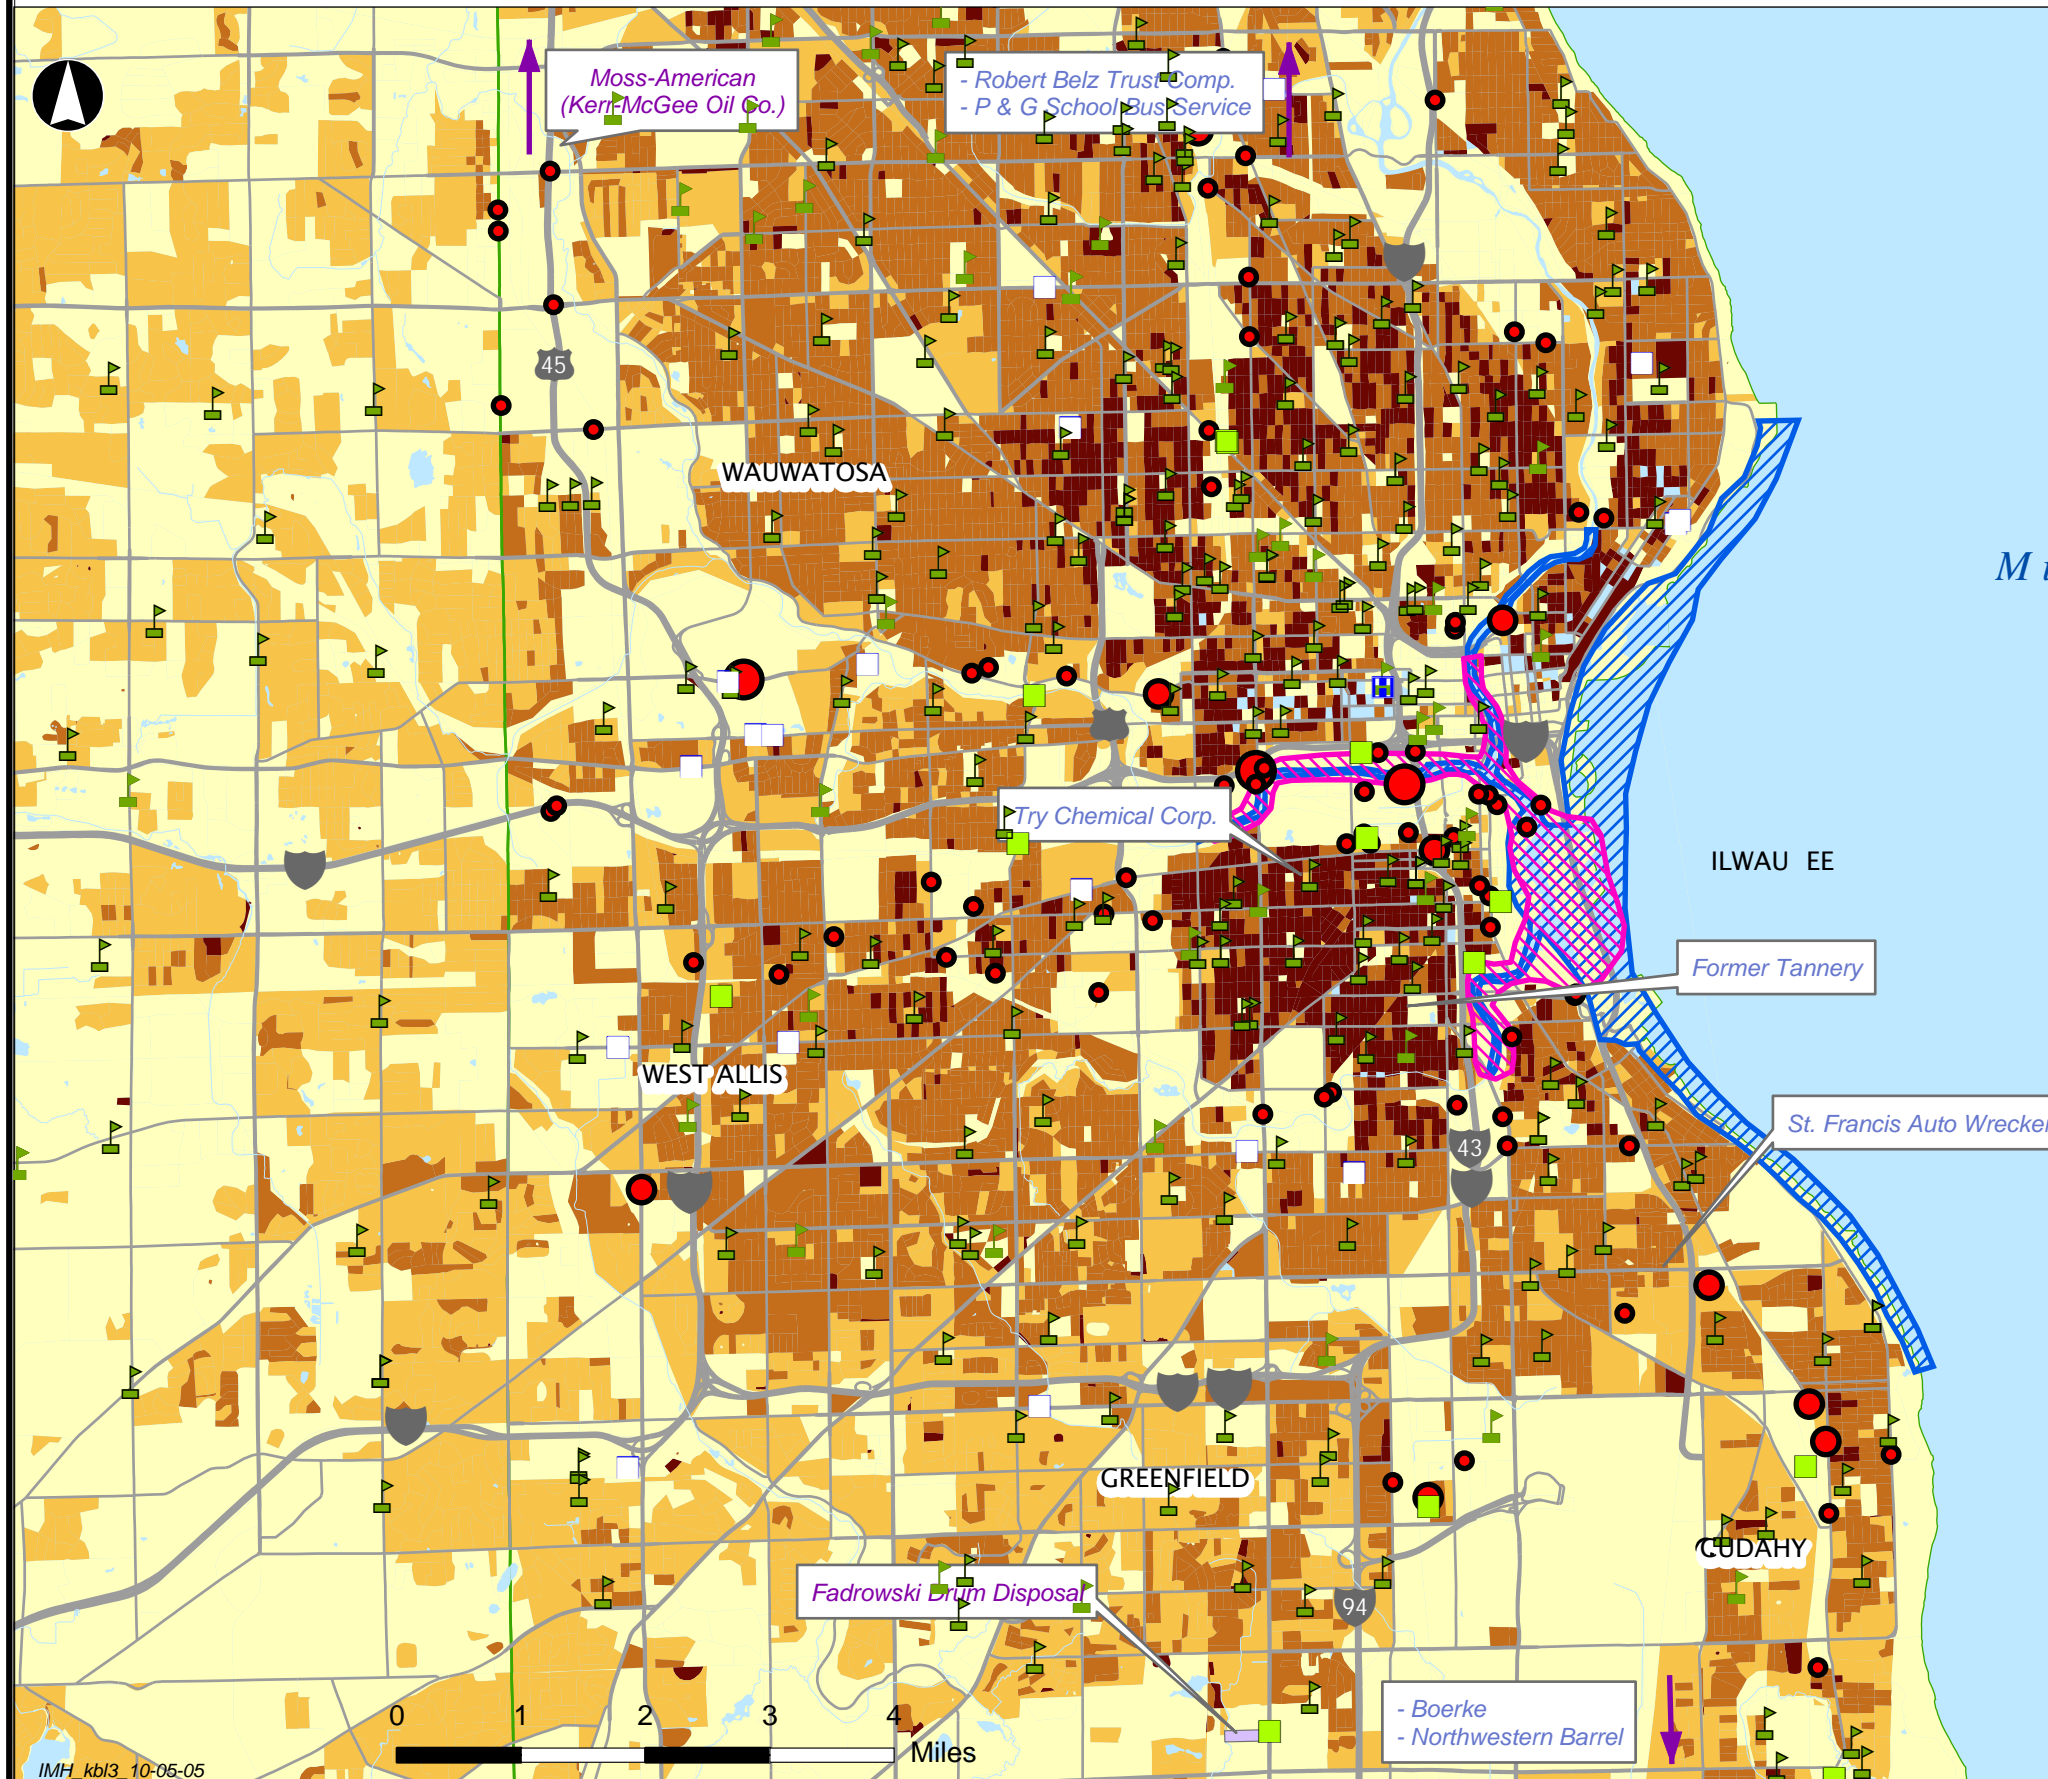 Moss-American
(Kerr-McGee Oil Co.)
- Robert Belz Trust Comp.
- P & G School Bus Service
45
WAUWATOSA
M
H
Try Chemical Corp.
ILWAU EE
Former Tannery
WEST ALLIS
St. Francis Auto Wrecker
43
GREENFIELD
CUDAHY
Fadrowski Drum Disposal
94
- Boerke
- Northwestern Barrel
0 1 2 3 4
Miles
IMH_kbl3_10-05-05